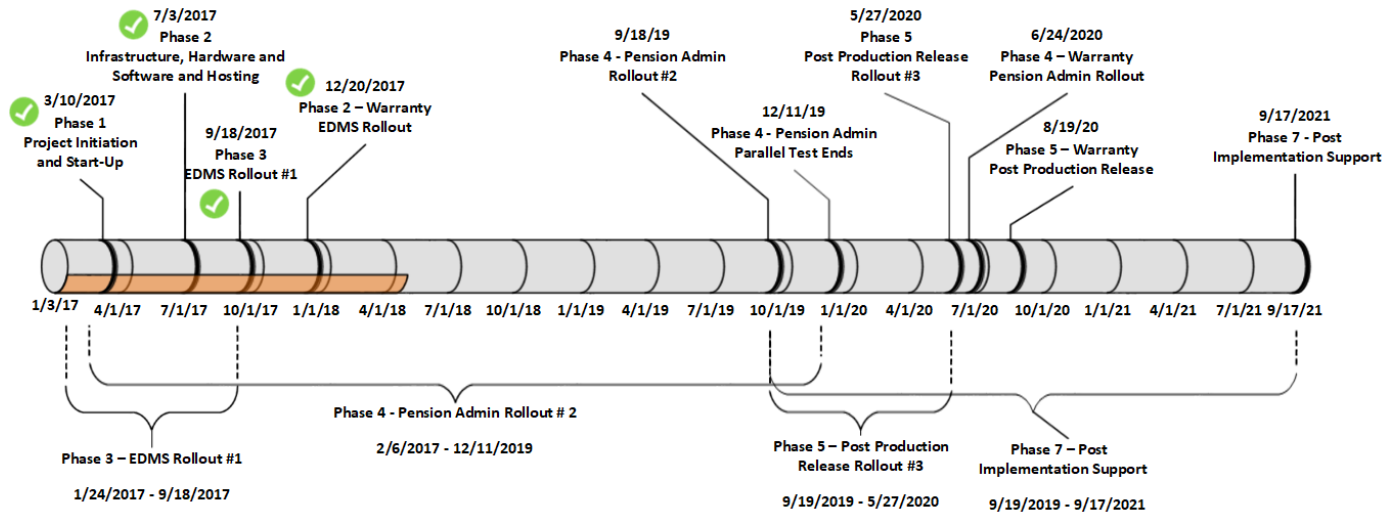 7/3/2017
Phase 2
Infrastructure, Hardware and
Software and Hosting
3/10/2017
Phase 1
Project Initiation
and Start-Up
9/18/2017
Phase 3
EDMS Rollout #1
12/20/2017
Phase 2 – Warranty
EDMS Rollout
9/18/19
Phase 4 - Pension Admin
Rollout #2
12/11/19
Phase 4 - Pension Admin
Parallel Test Ends
5/27/2020
Phase 5
Post Production Release
Rollout #3
6/24/2020
Phase 4 – Warranty
Pension Admin Rollout
8/19/20
Phase 5 – Warranty
Post Production Release
9/17/2021
Phase 7 - Post
Implementation Support
1/3/17 4/1/17 7/1/17 10/1/17 1/1/18 4/1/18 7/1/18 10/1/18 1/1/19 4/1/19 7/1/19 10/1/19 1/1/20 4/1/20 7/1/20 10/1/20 1/1/21 4/1/21 7/1/21 9/17/21
Phase 3 – EDMS Rollout #1
1/24/2017 - 9/18/2017
Phase 4 - Pension Admin Rollout # 2
2/6/2017 - 12/11/2019
Phase 5 – Post Production
Release Rollout #3
9/19/2019 - 5/27/2020
Phase 7 – Post
Implementation Support
9/19/2019 - 9/17/2021